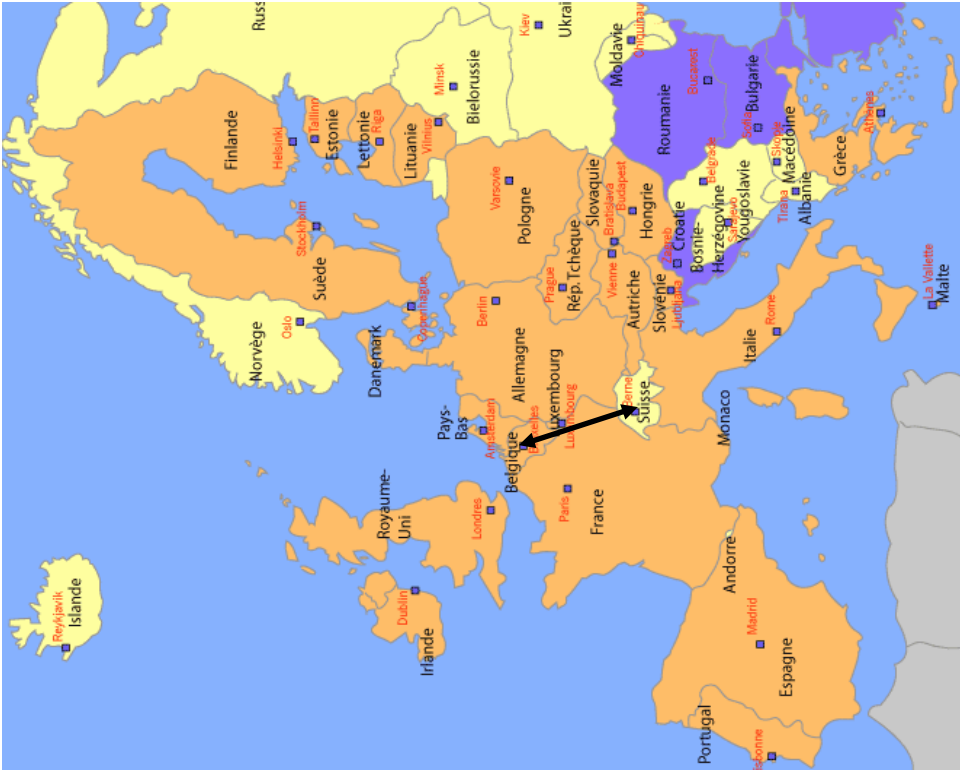 Reykjavik
Islande
Oslo
Norvège
Finlande
Helsinki
Stockholm
Suède
Tallinn
Estonie
Lettonie
Riga
Lituanie
Vilnius
Russ
Danemark
Copenhague
Royaume-
Uni
Dublin
Irlande
Minsk
Bielorussie
Pays-
Bas
Amsterdam
Londres
Berlin
Allemagne
Varsovie
Pologne
Kiev
Ukrai
Belgique
Bruxelles
Luxembourg
Luxembourg
Paris
France
Prague
Rép.Tchèque
Slovaquie
Bratislava
Budapest
Vienne
Autriche
Hongrie
Moldavie
Chiquinau
Berne
Suisse
Slovénie
Ljubljana
Zagreb
Croatie
Roumanie
Bucarest
Bosnie-
Herzégovine
Belgrade
Sarajevo
Yougoslavie
Sofia
Bulgarie
Monaco
Andorre
Portugal
Madrid
Espagne
isbonne
Italie
Rome
Skopje
Macédoine
Tirana
Albanie
Grèce
Athènes
La Vallette
Malte